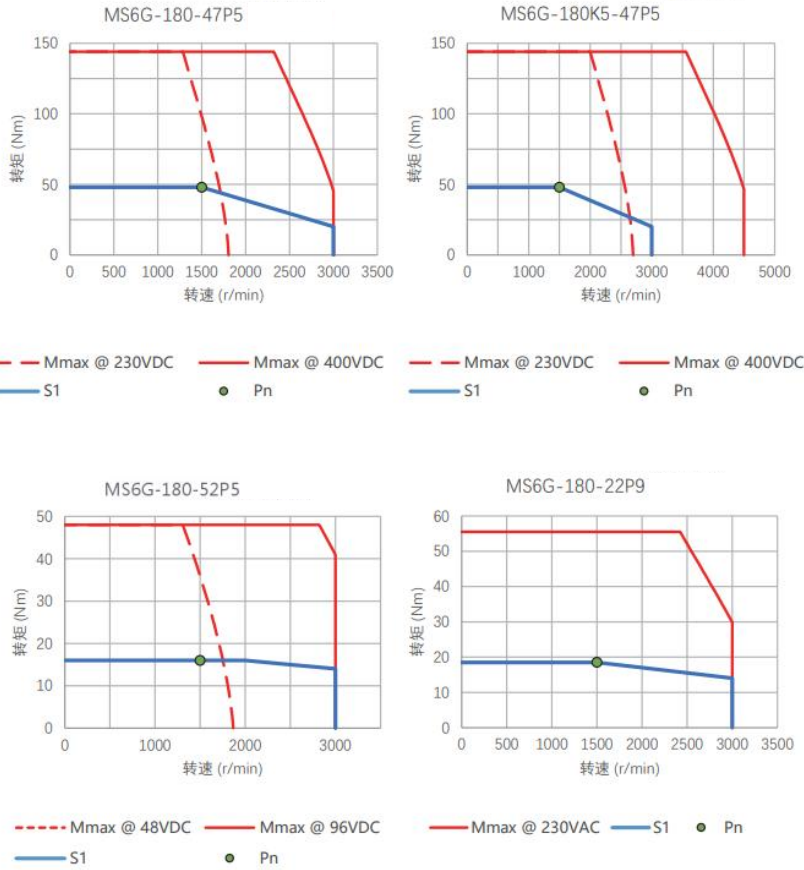 MS6G-180-47P5
150
100
50
0
转矩 (Nm)
0 500 1000 1500 2000 2500 3000 3500
转速 (r/min)
Mmax @ 230VDC Mmax @ 400VDC
S1 Pn
MS6G-180K5-47P5
150
100
50
0
转矩 (Nm)
0 1000 2000 3000 4000 5000
转速 (r/min)
Mmax @ 230VDC Mmax @ 400VDC
S1 Pn
MS6G-180-52P5
50
40
30
20
10
0
转矩 (Nm)
0 1000 2000 3000
转速 (r/min)
Mmax @ 48VDC Mmax @ 96VDC
S1 Pn
MS6G-180-22P9
60
50
40
30
20
10
0
转矩 (Nm)
0 500 1000 1500 2000 2500 3000 3500
转速 (r/min)
Mmax @ 230VAC S1 Pn